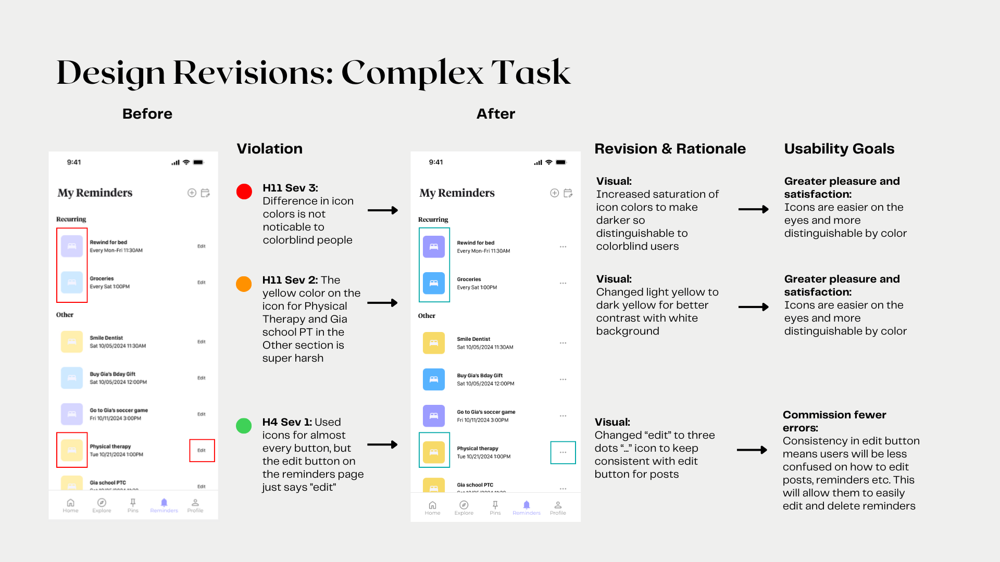 Design Revisions: Complex Task
Before
After
Violation
Revision & Rationale
Usability Goals
9:41
My Reminders
Recurring
Rewind for bed
Every Mon-Fri 11:30AM
Edit
Groceries
Every Sat 1:00PM
Edit
Other
Smile Dentist
Sat 10/05/2024 11:30AM
Edit
Buy Gia's Bday Gift
Sat 10/05/2024 12:00PM
Edit
Go to Gia's soccer game
Fri 10/11/2024 3:00PM
Edit
Physical therapy
Tue 10/21/2024 1:00PM
Edit
Gia school PTC
Edit
Home
Explore
Pins
Reminders
Profile
H11 Sev 3:
Difference in icon
colors is not
noticable to
colorblind people
H11 Sev 2: The
yellow color on the
icon for Physical
Therapy and Gia
school PT in the
Other section is
super harsh
H4 Sev 1: Used
icons for almost
every button, but
the edit button on
the reminders page
just says "edit"
9:41
My Reminders
Recurring
Rewind for bed
Every Mon-Fri 11:30AM
...
Groceries
Every Sat 1:00PM
...
Other
Smile Dentist
Sat 10/05/2024 11:30AM
...
Buy Gia's Bday Gift
Sat 10/05/2024 12:00PM
...
Go to Gia's soccer game
Fri 10/11/2024 3:00PM
...
Physical therapy
Tue 10/21/2024 1:00PM
...
Gia school PTC
...
Home
Explore
Pins
Reminders
Profile
Visual:
Increased saturation of
icon colors to make
darker so
distinguishable to
colorblind users
Visual:
Changed light yellow to
dark yellow for better
contrast with white
background
Visual:
Changed “edit” to three
dots “...” icon to keep
consistent with edit
button for posts
Greater pleasure and
satisfaction:
Icons are easier on the
eyes and more
distinguishable by color
Greater pleasure and
satisfaction:
Icons are easier on the
eyes and more
distinguishable by color
Commission fewer
errors:
Consistency in edit button
means users will be less
confused on how to edit
posts, reminders etc. This
will allow them to easily
edit and delete reminders